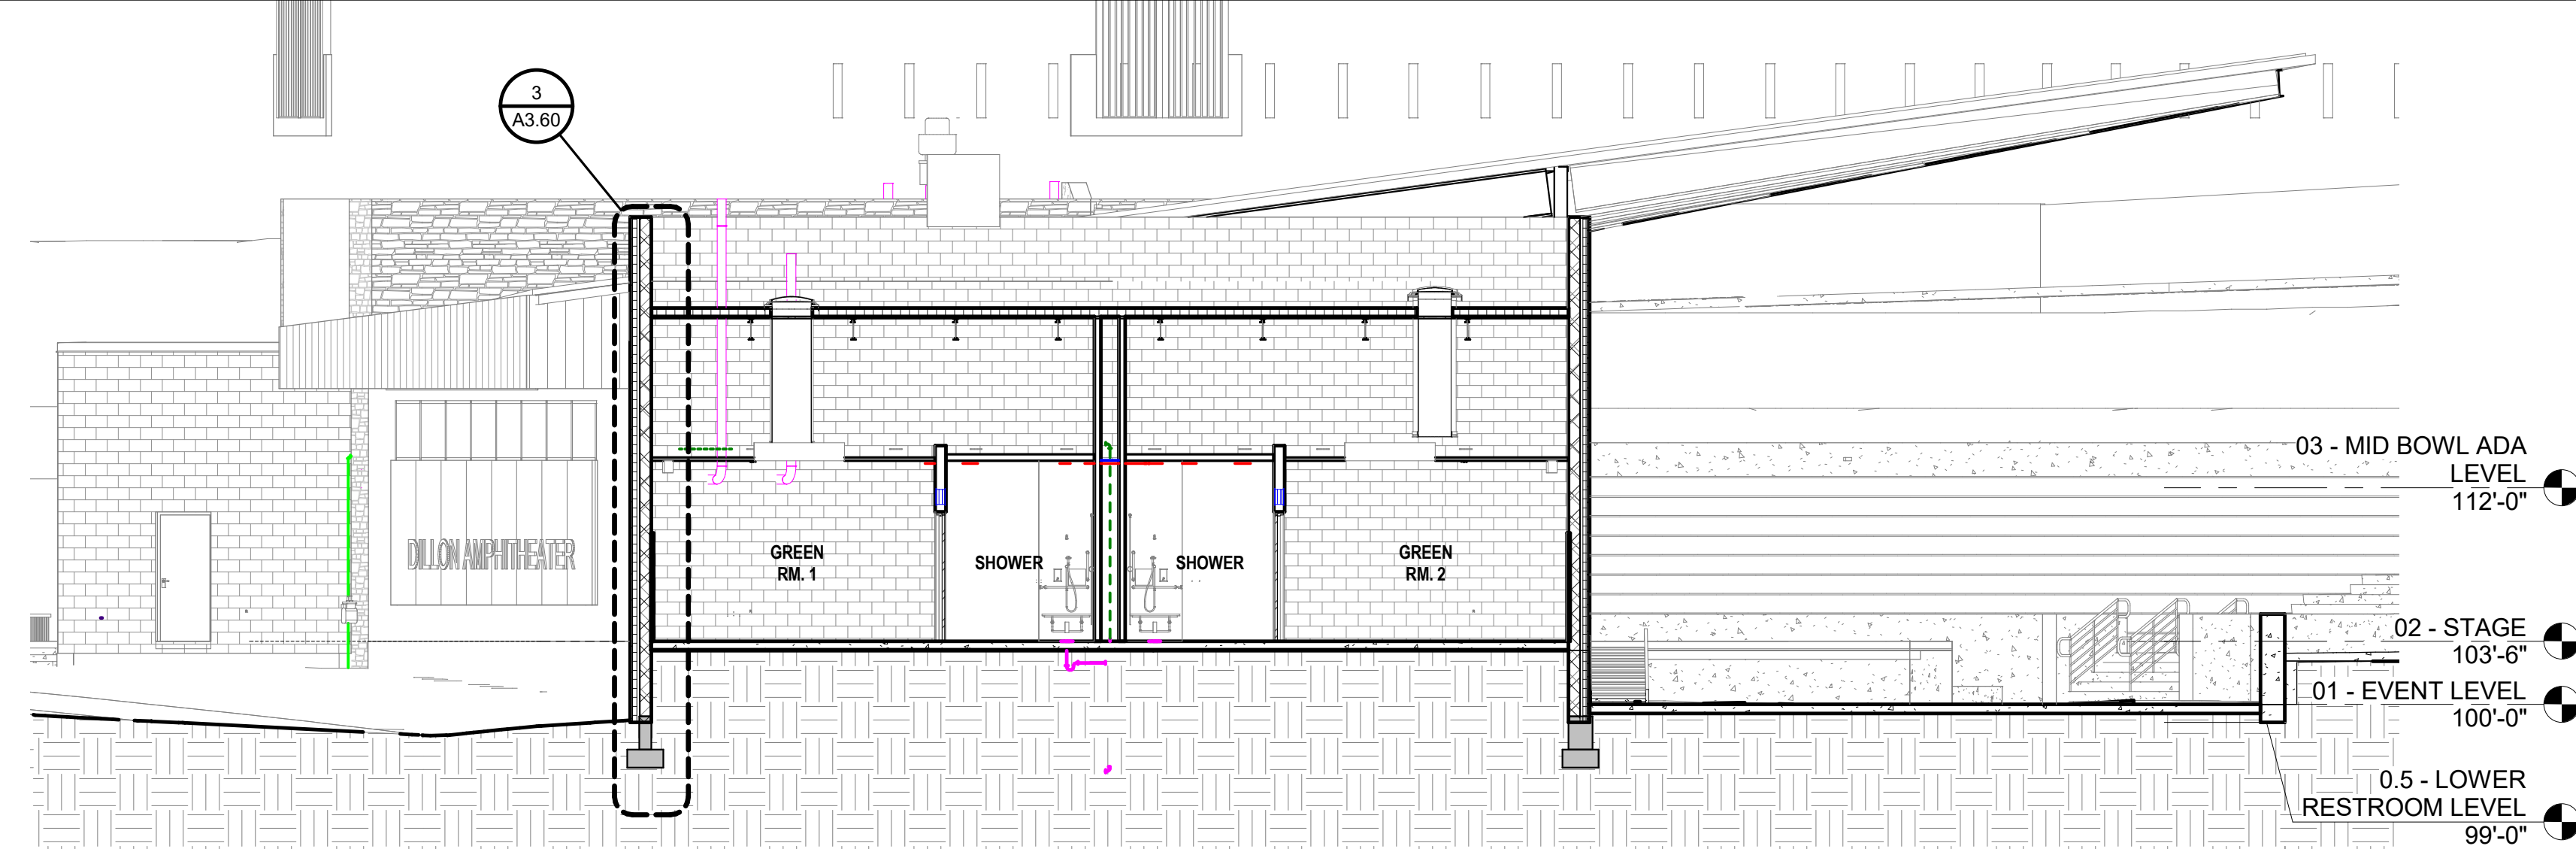 3
A3.60
DILLON AMPHITHEATER
GREEN
RM. 1
SHOWER
SHOWER
GREEN
RM. 2
03 - MID BOWL ADA
LEVEL
112'-0"
02 - STAGE
103'-6"
01 - EVENT LEVEL
100'-0"
0.5 - LOWER
RESTROOM LEVEL
99'-0"